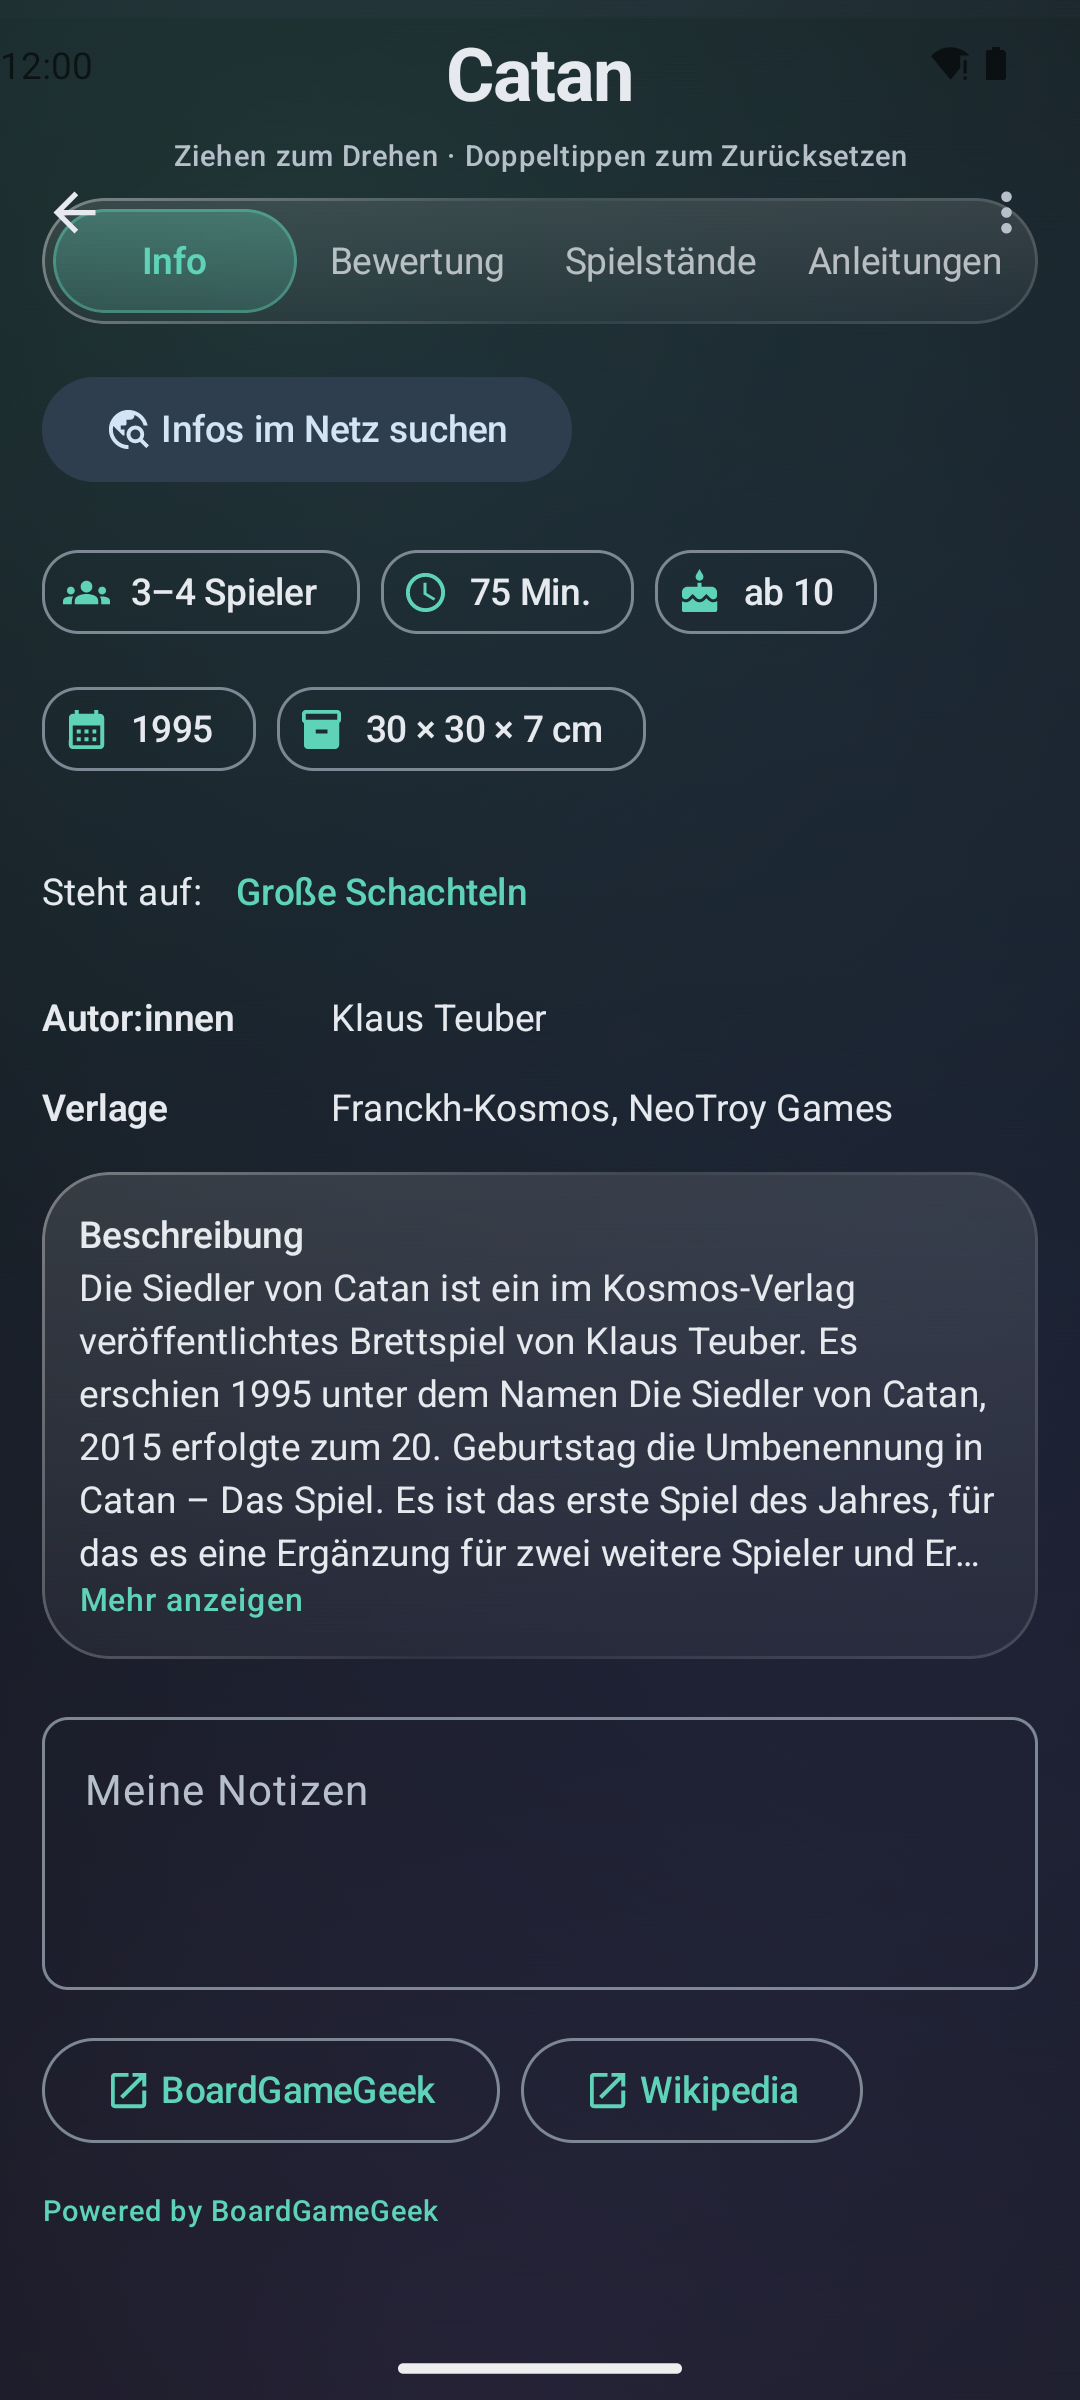 12:00
Catan
Ziehen zum Drehen · Doppeltippen zum Zurücksetzen
Info
Bewertung
Spielstände
Anleitungen
Infos im Netz suchen
3–4 Spieler
75 Min.
ab 10
1995
30 × 30 × 7 cm
Steht auf: Große Schachteln
Autor:innen Klaus Teuber
Verlage Franckh-Kosmos, NeoTroy Games
Beschreibung
Die Siedler von Catan ist ein im Kosmos-Verlag
veröffentlichtes Brettspiel von Klaus Teuber. Es
erschien 1995 unter dem Namen Die Siedler von Catan,
2015 erfolgte zum 20. Geburtstag die Umbenennung in
Catan – Das Spiel. Es ist das erste Spiel des Jahres, für
das es eine Ergänzung für zwei weitere Spieler und Er…
Mehr anzeigen
Meine Notizen
BoardGameGeek
Wikipedia
Powered by BoardGameGeek